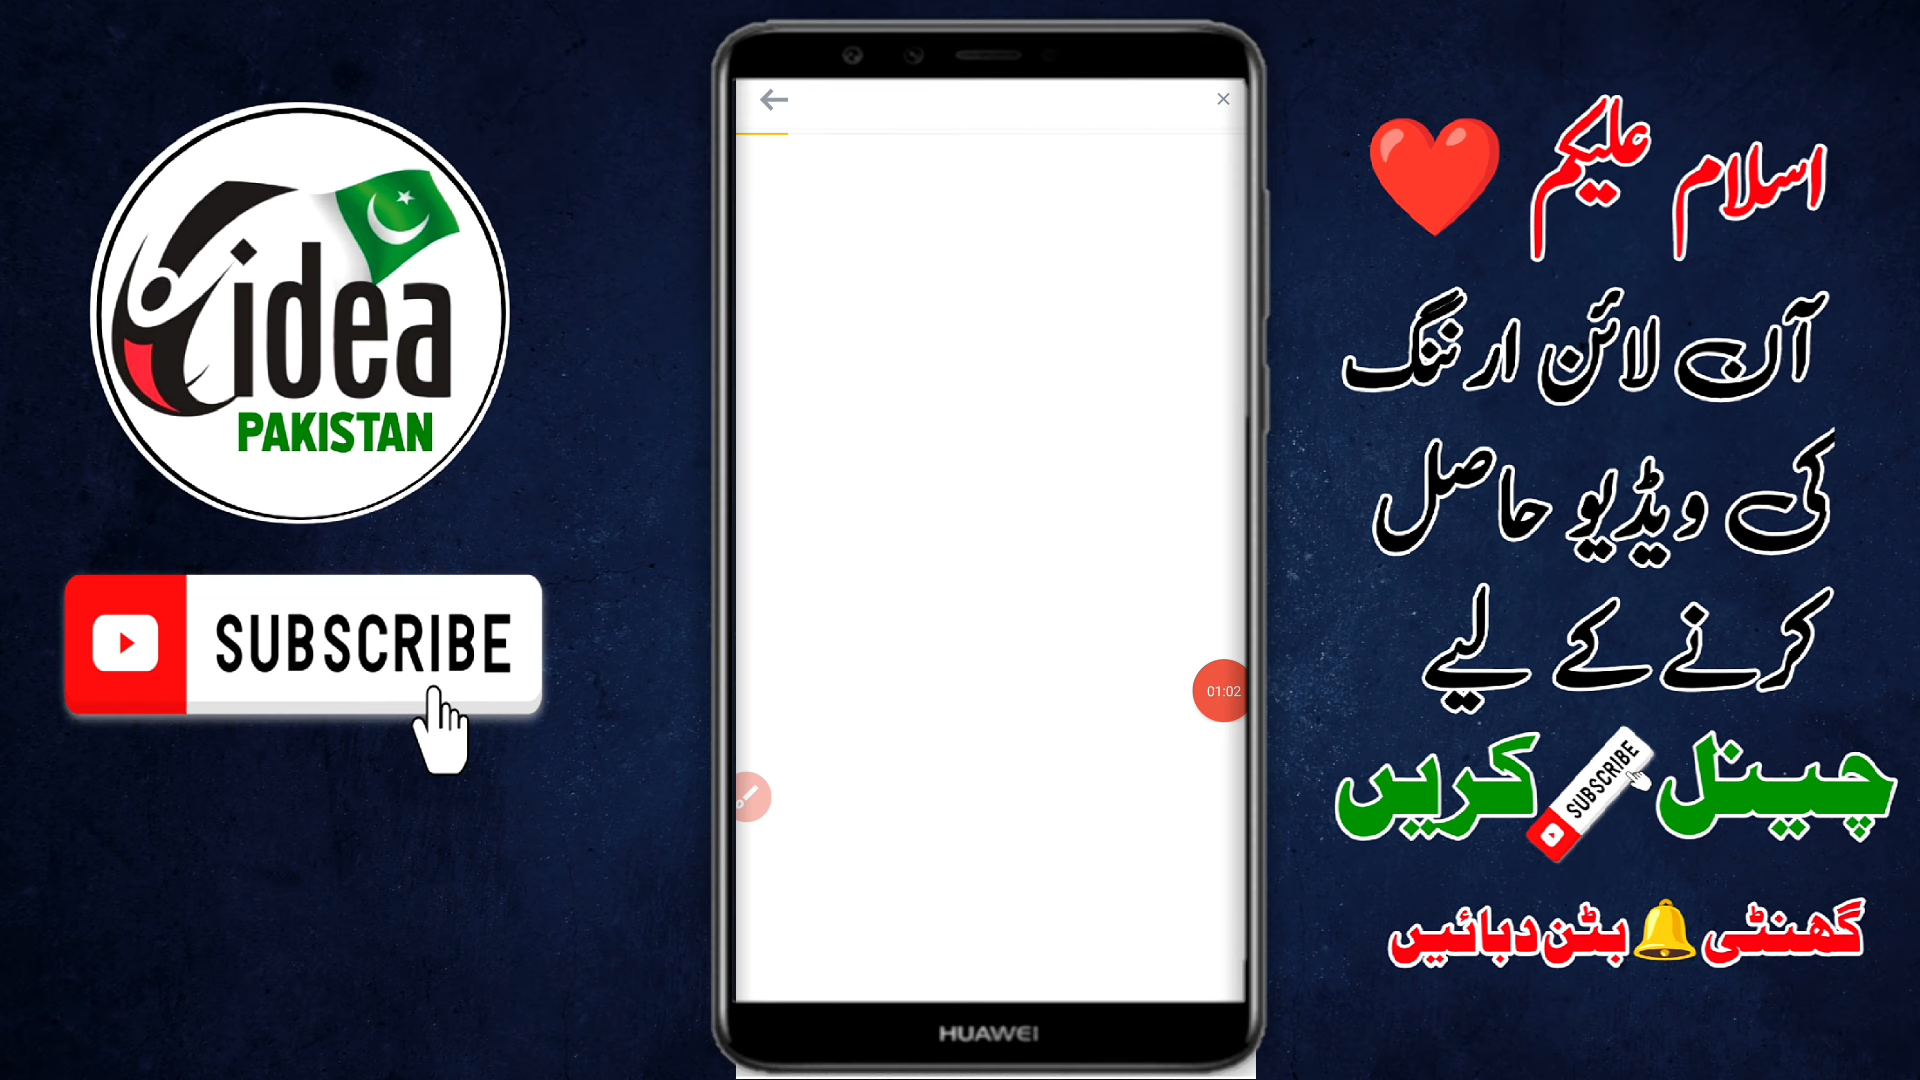 idea
PAKISTAN
SUBSCRIBE
01:02
HUAWEI
اسلام علیکم
آن لائن ارننگ
کی ویڈیو حاصل
کرنے کے لیے
چینل SUBSCRIBE کریں
گھنٹی بٹن دبائیں